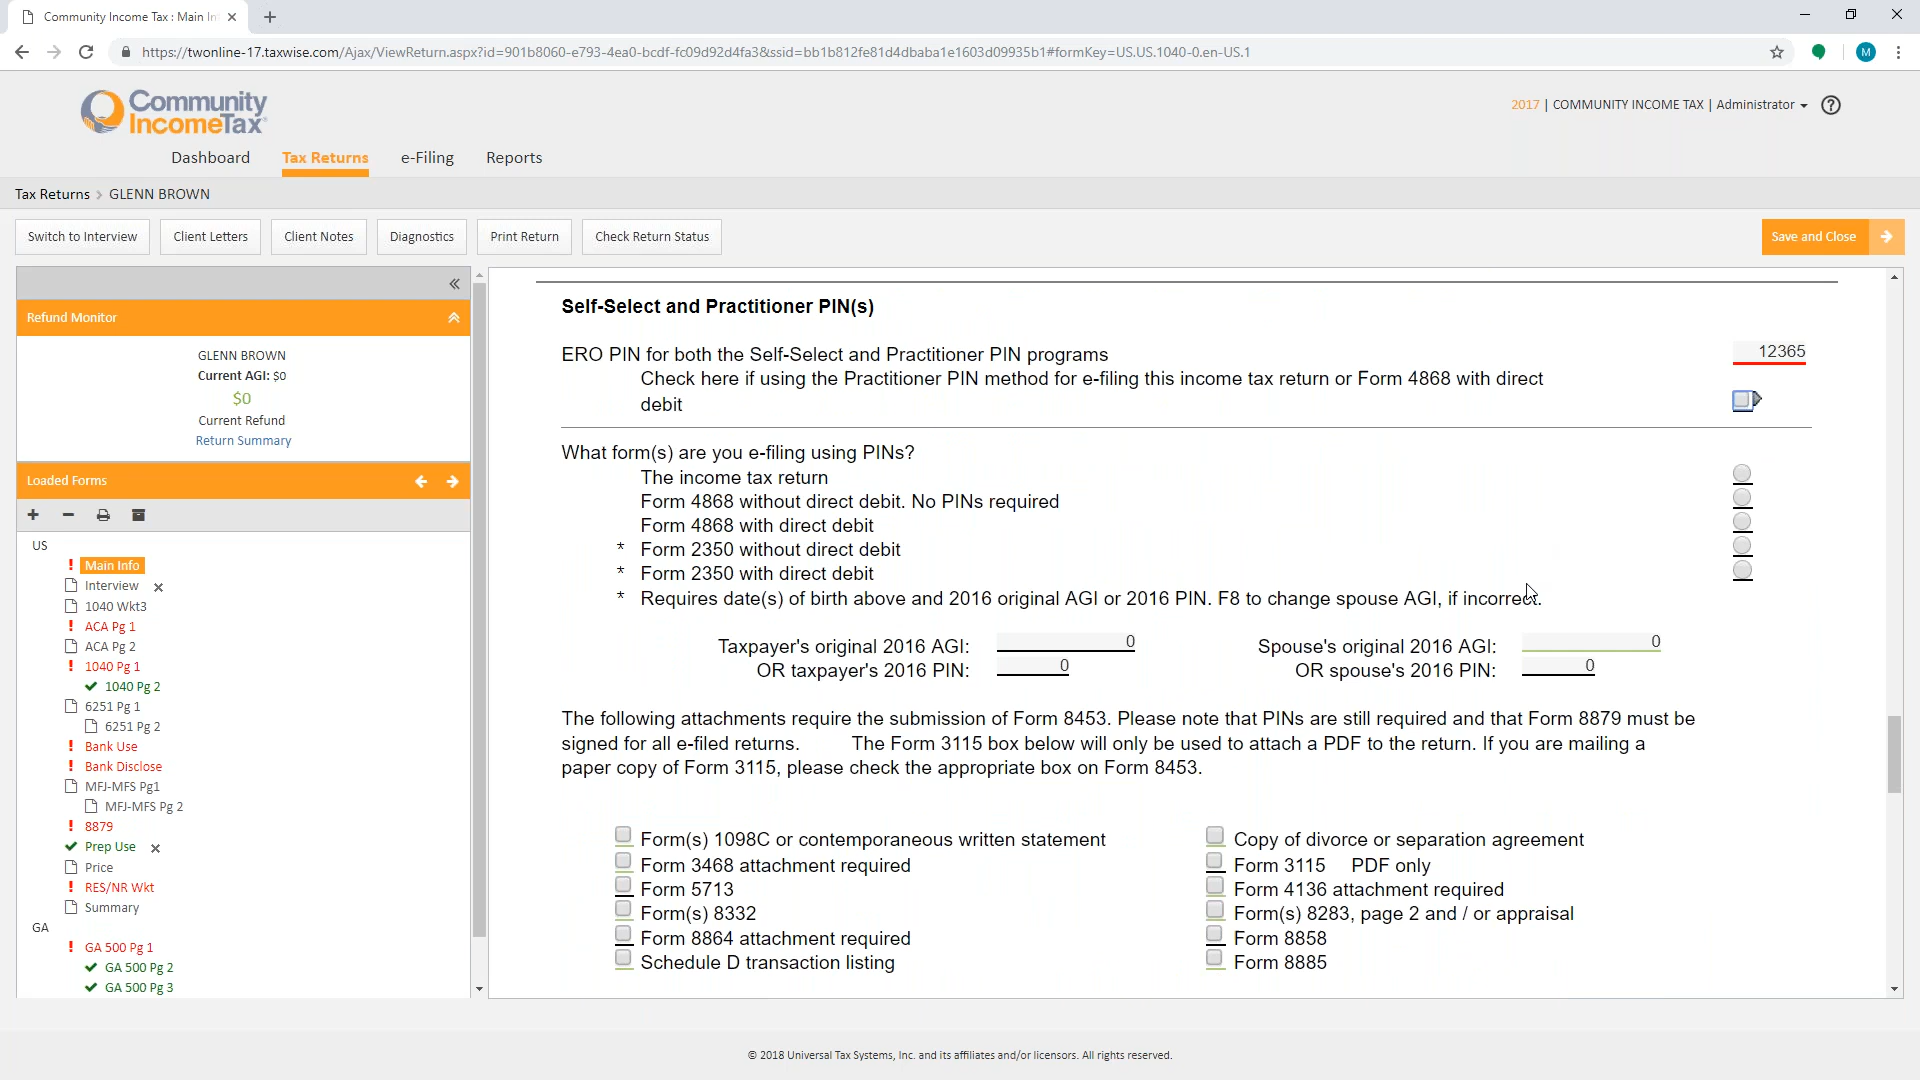 Community Income Tax : Main In
https://twonline-17.taxwise.com/Ajax/ViewReturn.aspx?id=901b8060-e793-4ea0-bcdf-fc09d92d4fa3&ssid=bb1b812fe81d4dbaba1e1603d09935b1#formKey=US.US.1040-0.en-US.1
M
Community
IncomeTax
2017 | COMMUNITY INCOME TAX | Administrator
Dashboard Tax Returns e-Filing Reports
Tax Returns > GLENN BROWN
Switch to Interview Client Letters Client Notes Diagnostics Print Return Check Return Status Save and Close
Refund Monitor
GLENN BROWN
Current AGI: $0
$0
Current Refund
Return Summary
Loaded Forms
US
! Main Info
Interview
1040 Wkt3
! ACA Pg 1
ACA Pg 2
! 1040 Pg 1
1040 Pg 2
6251 Pg 1
6251 Pg 2
! Bank Use
! Bank Disclose
MFJ-MFS Pg1
MFJ-MFS Pg 2
! 8879
Prep Use
Price
! RES/NR Wkt
Summary
GA
! GA 500 Pg 1
GA 500 Pg 2
GA 500 Pg 3
Self-Select and Practitioner PIN(s)
ERO PIN for both the Self-Select and Practitioner PIN programs 12365
Check here if using the Practitioner PIN method for e-filing this income tax return or Form 4868 with direct
debit
What form(s) are you e-filing using PINs?
The income tax return
Form 4868 without direct debit. No PINs required
Form 4868 with direct debit
* Form 2350 without direct debit
* Form 2350 with direct debit
* Requires date(s) of birth above and 2016 original AGI or 2016 PIN. F8 to change spouse AGI, if incorrect.
Taxpayer's original 2016 AGI: 0 Spouse's original 2016 AGI: 0
OR taxpayer's 2016 PIN: 0 OR spouse's 2016 PIN: 0
The following attachments require the submission of Form 8453. Please note that PINs are still required and that Form 8879 must be
signed for all e-filed returns. The Form 3115 box below will only be used to attach a PDF to the return. If you are mailing a
paper copy of Form 3115, please check the appropriate box on Form 8453.
Form(s) 1098C or contemporaneous written statement Copy of divorce or separation agreement
Form 3468 attachment required Form 3115 PDF only
Form 5713 Form 4136 attachment required
Form(s) 8332 Form(s) 8283, page 2 and / or appraisal
Form 8864 attachment required Form 8858
Schedule D transaction listing Form 8885
© 2018 Universal Tax Systems, Inc. and its affiliates and/or licensors. All rights reserved.